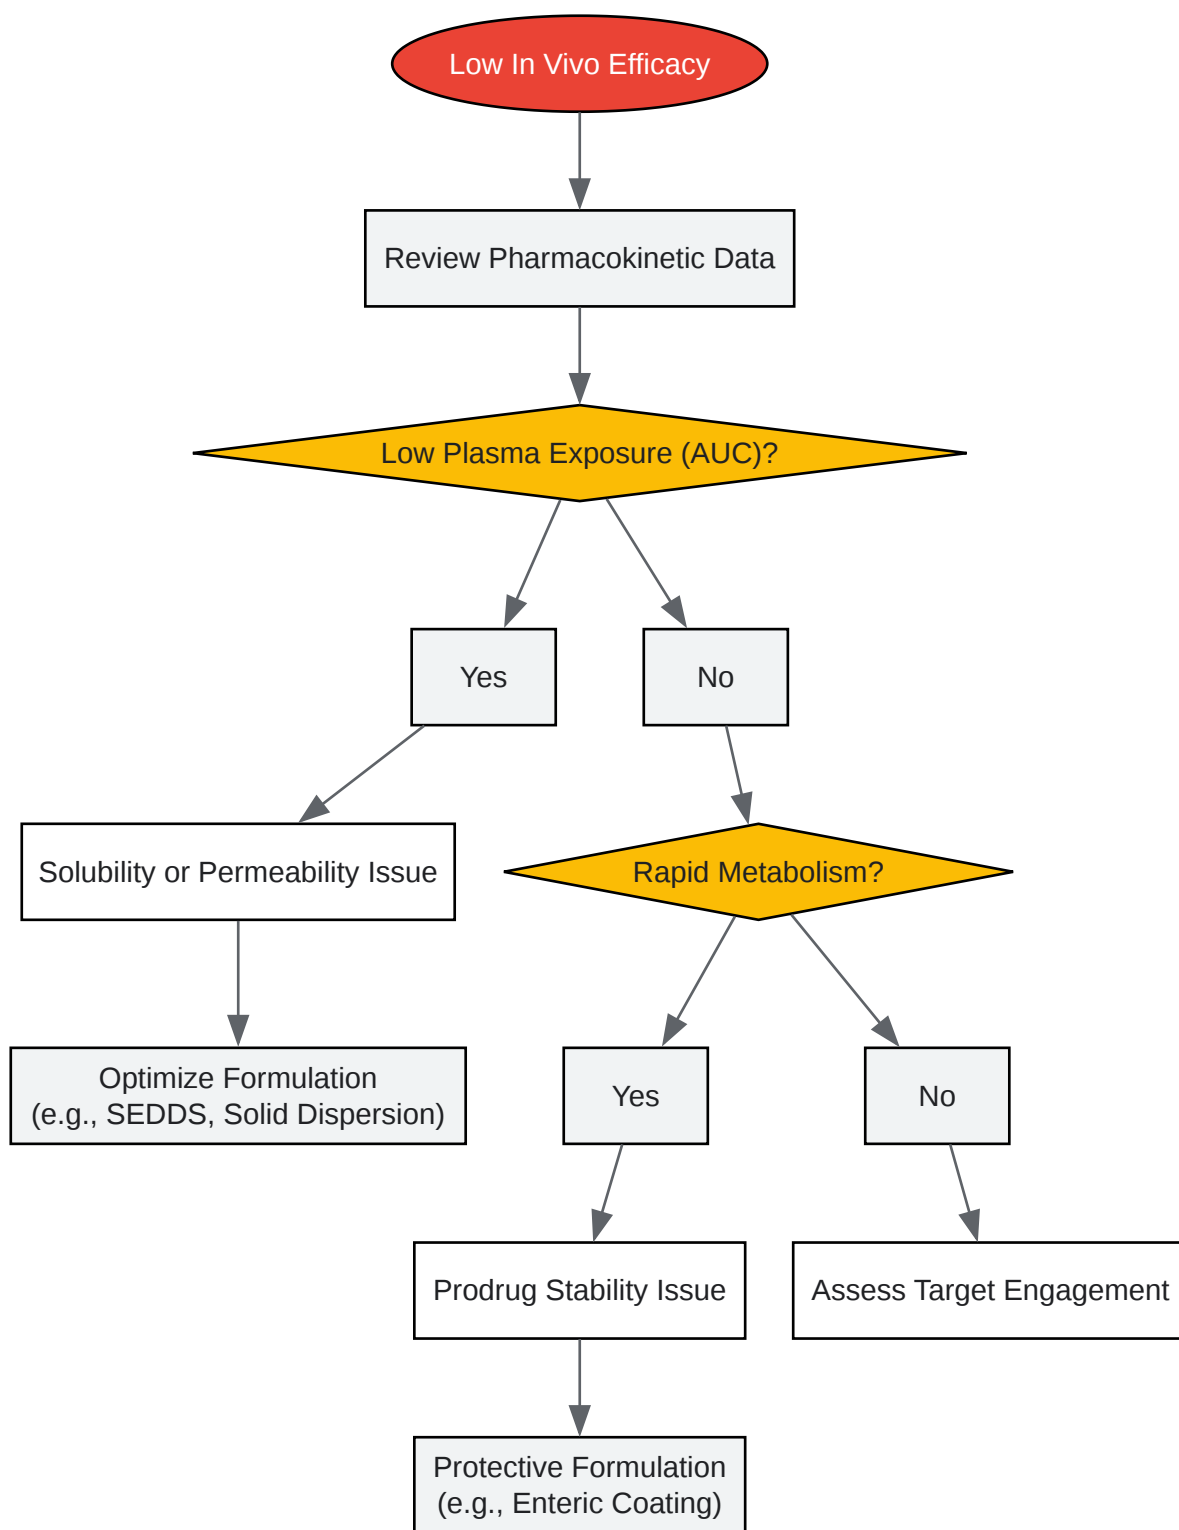 Low In Vivo Efficacy
Review Pharmacokinetic Data
Low Plasma Exposure (AUC)?
Yes
No
Solubility or Permeability Issue
Rapid Metabolism?
Optimize Formulation
(e.g., SEDDS, Solid Dispersion)
Yes
No
Prodrug Stability Issue
Assess Target Engagement
Protective Formulation
(e.g., Enteric Coating)